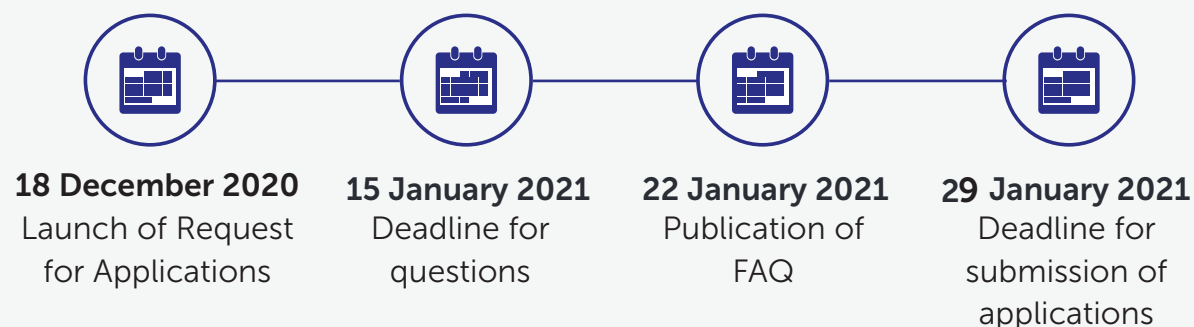 18 December 2020
Launch of Request
for Applications
15 January 2021
Deadline for
questions
22 January 2021
Publication of
FAQ
29 January 2021
Deadline for
submission of
applications